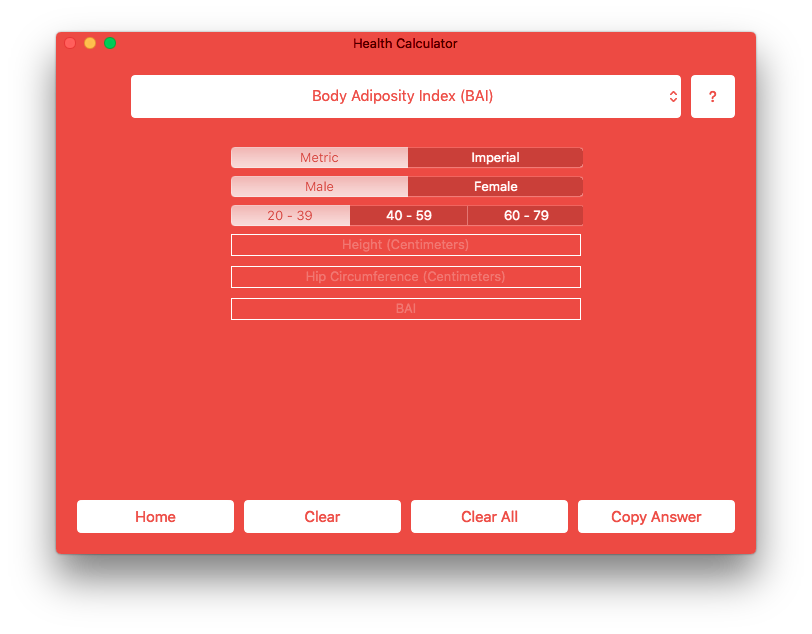 Health Calculator
Body Adiposity Index (BAI) ?
Metric Imperial
Male Female
20 - 39 40 - 59 60 - 79
Height (Centimeters)
Hip Circumference (Centimeters)
BAI
Home Clear Clear All Copy Answer